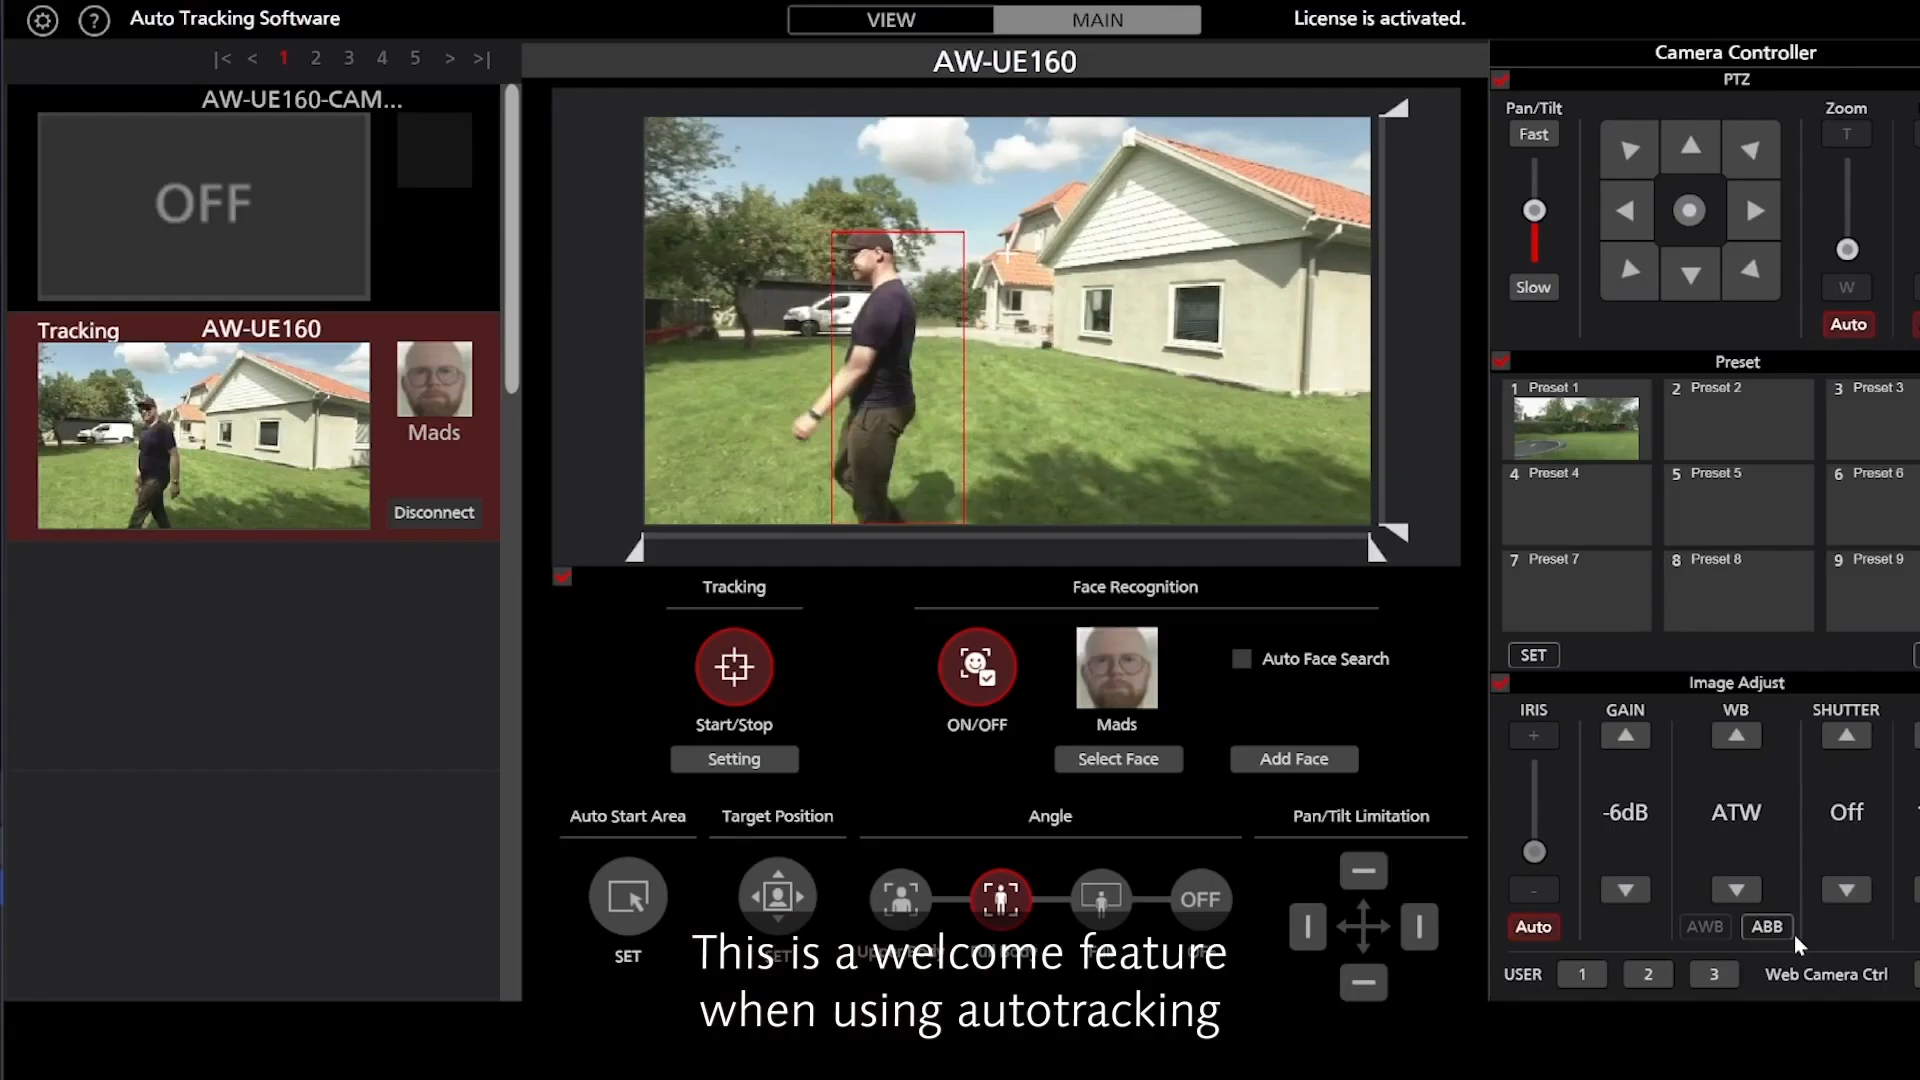 Auto Tracking Software
VIEW
MAIN
License is activated.
|< < 1 2 3 4 5 > >|
AW-UE160
Camera Controller
AW-UE160-CAM...
OFF
Tracking
AW-UE160
Mads
Disconnect
PTZ
Pan/Tilt
Zoom
Fast
T
Slow
W
Auto
Preset
1 Preset 1
2 Preset 2
3 Preset 3
4 Preset 4
5 Preset 5
6 Preset 6
7 Preset 7
8 Preset 8
9 Preset 9
SET
Tracking
Face Recognition
Auto Face Search
Start/Stop
ON/OFF
Mads
Setting
Select Face
Add Face
Image Adjust
IRIS
GAIN
WB
SHUTTER
+
-6dB
ATW
Off
-
Auto
AWB
ABB
USER 1 2 3 Web Camera Ctrl
Auto Start Area
Target Position
Angle
Pan/Tilt Limitation
OFF
SET
This is a welcome feature
when using autotracking